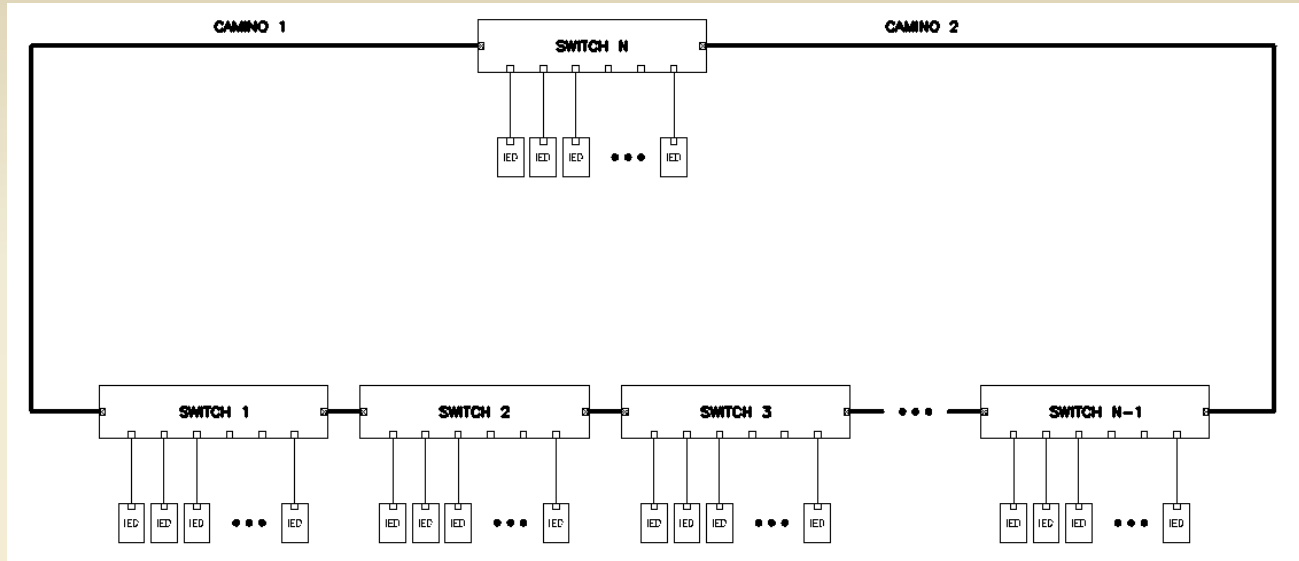 CAMINO 1
SWITCH N
CAMINO 2
IED IED IED IED
SWITCH 1 SWITCH 2 SWITCH 3 SWITCH N-1
IED IED IED IED IED IED IED IED IED IED IED IED IED IED IED IED